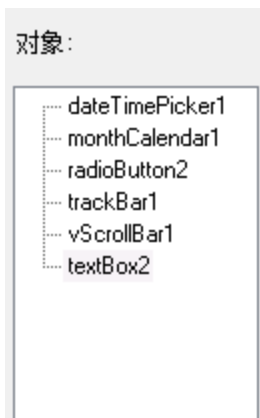 对象:
dateTimePicker1
monthCalendar1
radioButton2
trackBar1
vScrollBar1
textBox2